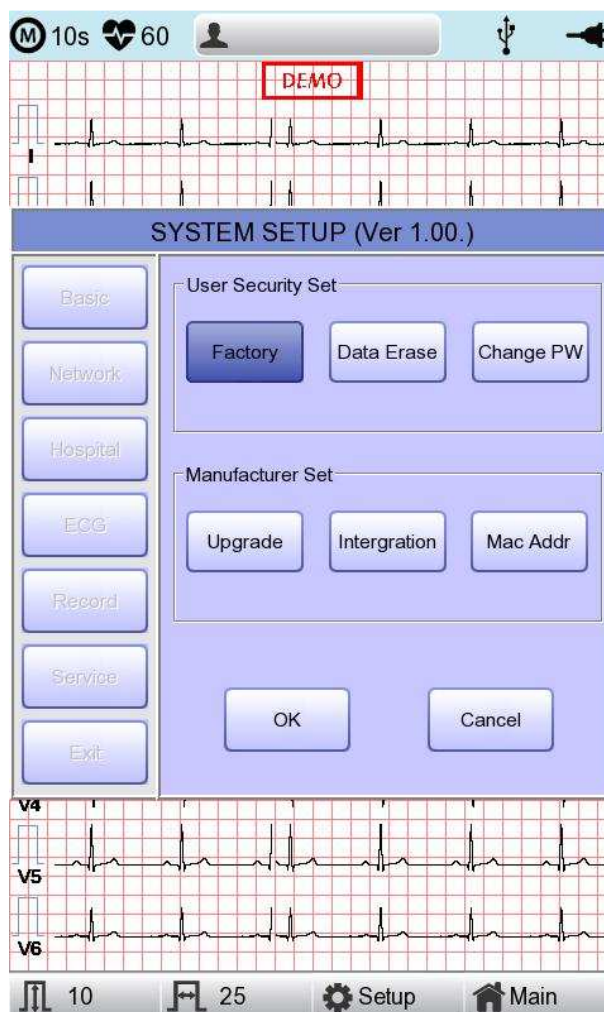 M 10s 60
DEMO
I
SYSTEM SETUP (Ver 1.00.)
Basic
Network
Hospital
ECG
Record
Service
Exit
User Security Set
Factory Data Erase Change PW
Manufacturer Set
Upgrade Intergration Mac Addr
OK Cancel
V4
V5
V6
10 25 Setup Main